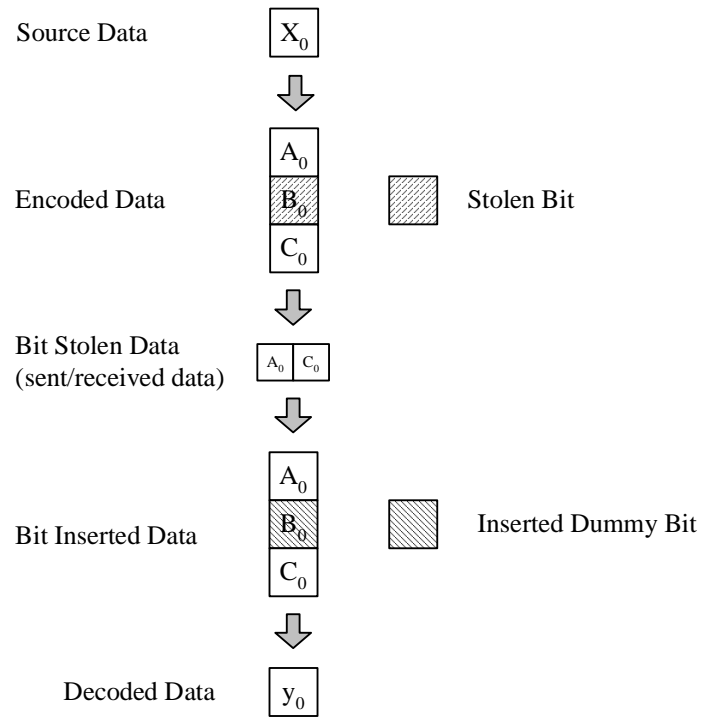 Source Data
X0
A0
Encoded Data
B0
Stolen Bit
C0
Bit Stolen Data
(sent/received data)
A0
C0
A0
Bit Inserted Data
B0
Inserted Dummy Bit
C0
Decoded Data
y0